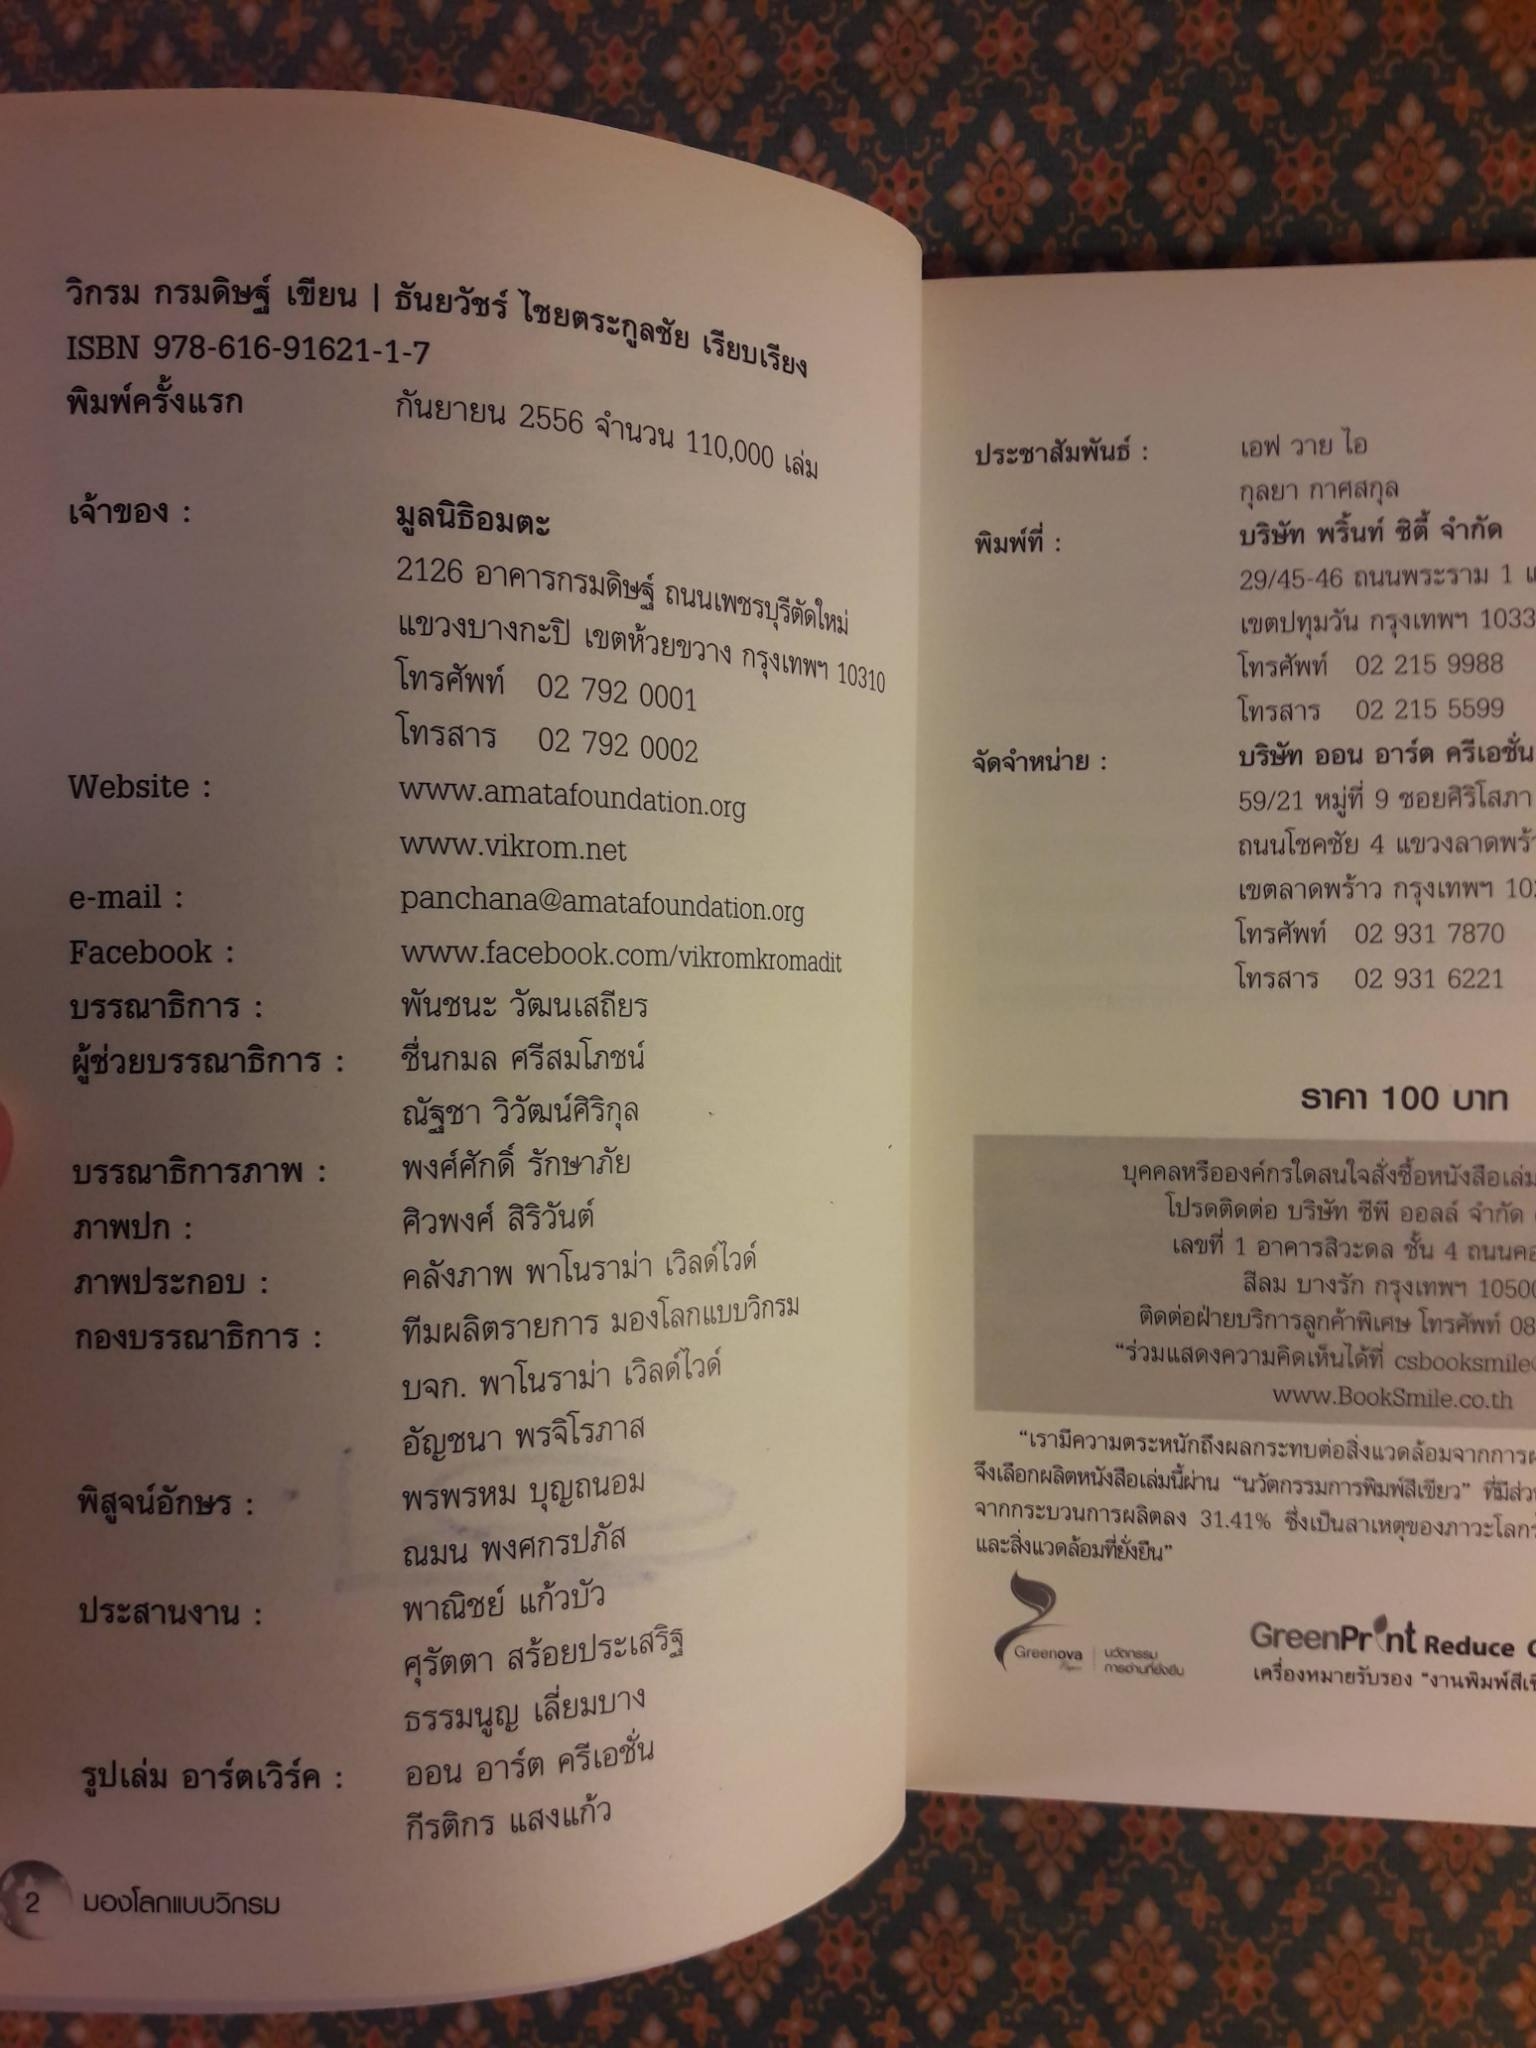 วิกรม กรมดิษฐ์ เขียน | ธันยวัชร์ ไชยตระกูลชัย เรียบเรียง
ISBN 978-616-91621-1-7
พิมพ์ครั้งแรก กันยายน 2556 จำนวน 110,000 เล่ม
เจ้าของ : มูลนิธิอมตะ
2126 อาคารกรมดิษฐ์ ถนนเพชรบุรีตัดใหม่
แขวงบางกะปิ เขตห้วยขวาง กรุงเทพฯ 10310
โทรศัพท์ 02 792 0001
โทรสาร 02 792 0002
Website : www.amatafoundation.org
www.vikrom.net
e-mail : panchana@amatafoundation.org
Facebook : www.facebook.com/vikromkromadit
บรรณาธิการ : พันชนะ วัฒนเสถียร
ผู้ช่วยบรรณาธิการ : ชื่นกมล ศรีสมโภชน์
ณัฐชา วิวัฒน์ศิริกุล
บรรณาธิการภาพ : พงศ์ศักดิ์ รักษาภัย
ภาพปก : ศิวพงศ์ สิริวันต์
ภาพประกอบ : คลังภาพ พาโนราม่า เวิลด์ไวด์
กองบรรณาธิการ : ทีมผลิตรายการ มองโลกแบบวิกรม
บจก. พาโนราม่า เวิลด์ไวด์
อัญชนา พรจิโรภาส
พิสูจน์อักษร : พรพรหม บุญถนอม
ณมน พงศกรปภัส
ประสานงาน : พาณิชย์ แก้วบัว
ศุรัตตา สร้อยประเสริฐ
ธรรมนูญ เลี่ยมบาง
รูปเล่ม อาร์ตเวิร์ค : ออน อาร์ต ครีเอชั่น
กีรติกร แสงแก้ว
2 มองโลกแบบวิกรม
ประชาสัมพันธ์ : เอฟ วาย ไอ
กุลยา กาศสกุล
พิมพ์ที่ : บริษัท พริ้นท์ ซิตี้ จำกัด
29/45-46 ถนนพระราม 1
เขตปทุมวัน กรุงเทพฯ 1033
โทรศัพท์ 02 215 9988
โทรสาร 02 215 5599
จัดจำหน่าย : บริษัท ออน อาร์ต ครีเอชั่น
59/21 หมู่ที่ 9 ซอยศิริโสภา
ถนนโชคชัย 4 แขวงลาดพร้า
เขตลาดพร้าว กรุงเทพฯ 10
โทรศัพท์ 02 931 7870
โทรสาร 02 931 6221
ราคา 100 บาท
บุคคลหรือองค์กรใดสนใจสั่งซื้อหนังสือเล่ม
โปรดติดต่อ บริษัท ซีพี ออลล์ จำกัด
เลขที่ 1 อาคารสิวะดล ชั้น 4 ถนนคอ
สีลม บางรัก กรุงเทพฯ 10500
ติดต่อฝ่ายบริการลูกค้าพิเศษ โทรศัพท์ 08
“ร่วมแสดงความคิดเห็นได้ที่ csbooksmile
www.BookSmile.co.th
“เรามีความตระหนักถึงผลกระทบต่อสิ่งแวดล้อมจากการผ
จึงเลือกผลิตหนังสือเล่มนี้ผ่าน “นวัตกรรมการพิมพ์สีเขียว” ที่มีส่ว
จากกระบวนการผลิตลง 31.41% ซึ่งเป็นสาเหตุของภาวะโลกร้
และสิ่งแวดล้อมที่ยั่งยืน”
Greenova นวัตกรรม
การอ่านที่ยั่งยืน
GreenPrint Reduce
เครื่องหมายรับรอง “งานพิมพ์สีเขี